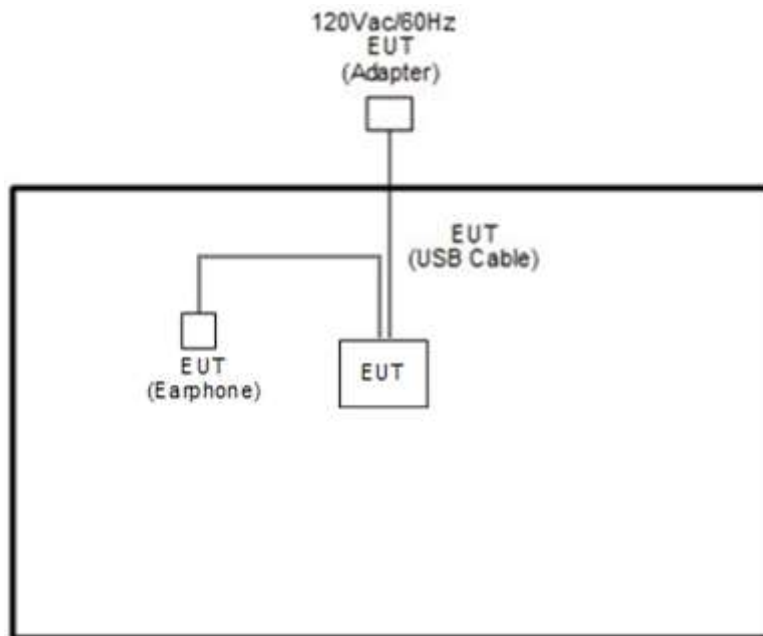 120Vac/60Hz
EUT
(Adapter)
EUT
(USB Cable)
EUT
(Earphone)
EUT